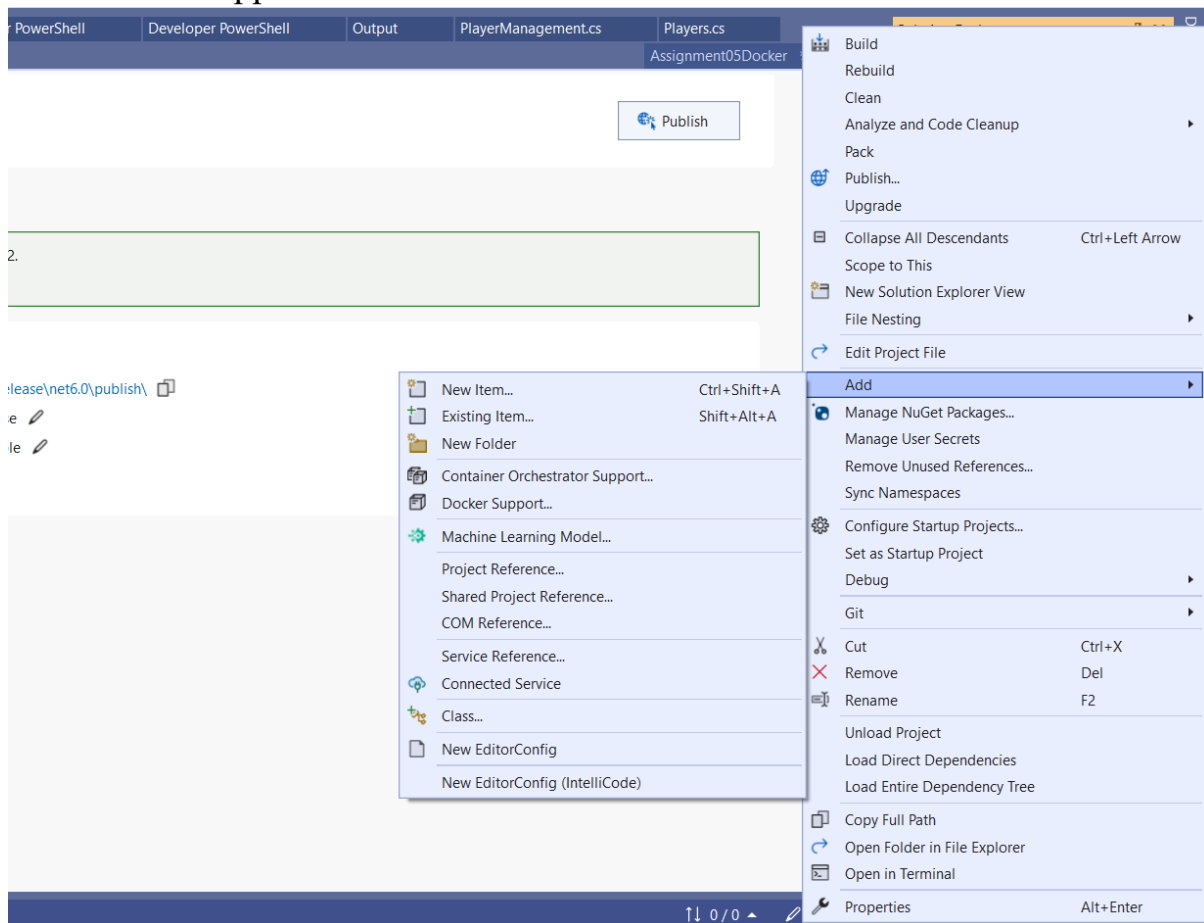 PowerShell
Developer PowerShell
Output
PlayerManagement.cs
Players.cs
Assignment05Docker
Publish
2.
elease\net6.0\publish\
Build
Rebuild
Clean
Analyze and Code Cleanup
Pack
Publish...
Upgrade
Collapse All Descendants Ctrl+Left Arrow
Scope to This
New Solution Explorer View
File Nesting
Edit Project File
Add
Manage NuGet Packages...
Manage User Secrets
Remove Unused References...
Sync Namespaces
Configure Startup Projects...
Set as Startup Project
Debug
Git
Cut Ctrl+X
Remove Del
Rename F2
Unload Project
Load Direct Dependencies
Load Entire Dependency Tree
Copy Full Path
Open Folder in File Explorer
Open in Terminal
Properties Alt+Enter
New Item... Ctrl+Shift+A
Existing Item... Shift+Alt+A
New Folder
Container Orchestrator Support...
Docker Support...
Machine Learning Model...
Project Reference...
Shared Project Reference...
COM Reference...
Service Reference...
Connected Service
Class...
New EditorConfig
New EditorConfig (IntelliCode)
0 / 0